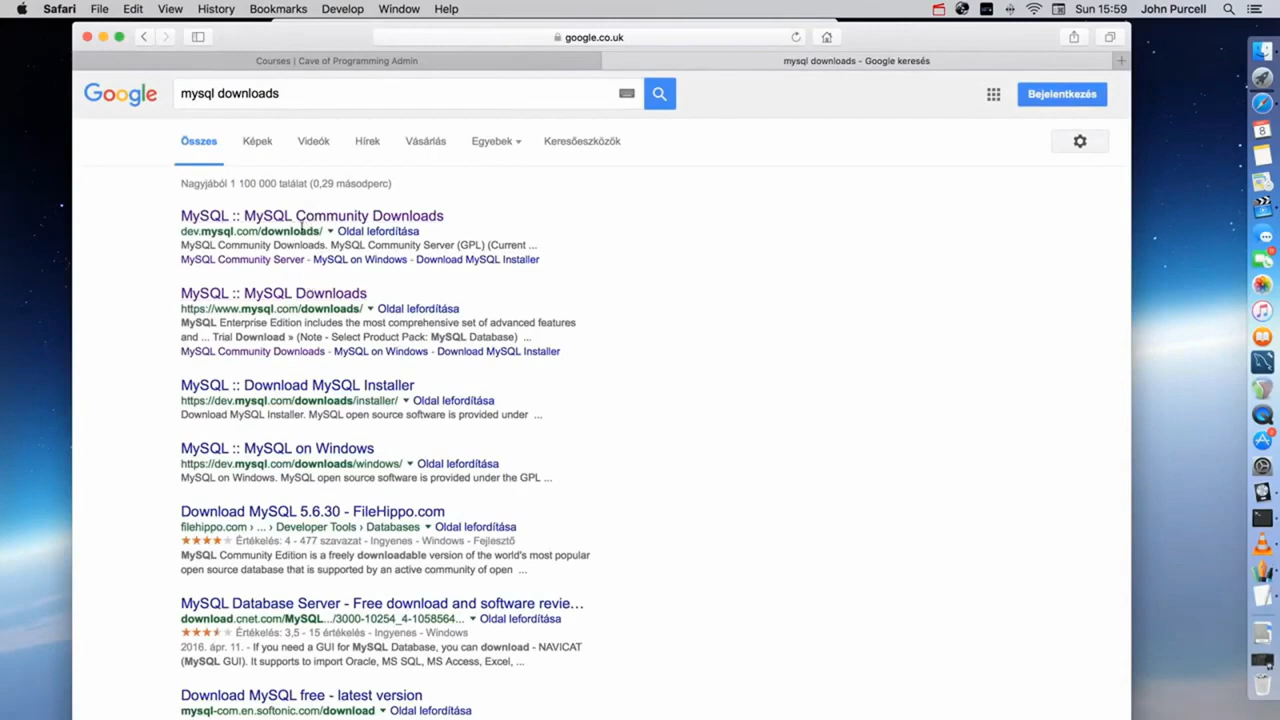 Safari File Edit View History Bookmarks Develop Window Help Sun 15:59 John Purcell
google.co.uk
Courses | Cave of Programming Admin mysql downloads - Google keresés
Google mysql downloads Bejelentkezés
Összes Képek Videók Hírek Vásárlás Egyebek Keresőeszközök
Nagyjából 1 100 000 találat (0,29 másodperc)
MySQL :: MySQL Community Downloads
dev.mysql.com/downloads/ Oldal lefordítása
MySQL Community Downloads. MySQL Community Server (GPL) (Current ...
MySQL Community Server - MySQL on Windows - Download MySQL Installer
MySQL :: MySQL Downloads
https://www.mysql.com/downloads/ Oldal lefordítása
MySQL Enterprise Edition includes the most comprehensive set of advanced features
and ... Trial Download » (Note - Select Product Pack: MySQL Database) ...
MySQL Community Downloads - MySQL on Windows - Download MySQL Installer
MySQL :: Download MySQL Installer
https://dev.mysql.com/downloads/installer/ Oldal lefordítása
Download MySQL Installer. MySQL open source software is provided under ...
MySQL :: MySQL on Windows
https://dev.mysql.com/downloads/windows/ Oldal lefordítása
MySQL on Windows. MySQL open source software is provided under the GPL ...
Download MySQL 5.6.30 - FileHippo.com
filehippo.com › ... › Developer Tools › Databases Oldal lefordítása
Értékelés: 4 - 477 szavazat - Ingyenes - Windows - Fejlesztő
MySQL Community Edition is a freely downloadable version of the world's most popular
open source database that is supported by an active community of open ...
MySQL Database Server - Free download and software revie...
download.cnet.com/MySQL.../3000-10254_4-1058564... Oldal lefordítása
Értékelés: 3,5 - 15 értékelés - Ingyenes - Windows
2016. ápr. 11. - If you need a GUI for MySQL Database, you can download - NAVICAT
(MySQL GUI). It supports to import Oracle, MS SQL, MS Access, Excel, ...
Download MySQL free - latest version
mysql-com.en.softonic.com/download Oldal lefordítása